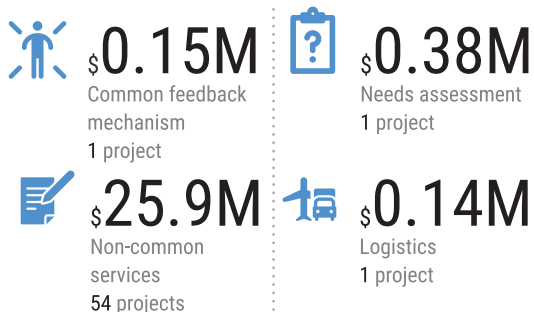 $0.15M
Common feedback
mechanism
1 project
$0.38M
Needs assessment
1 project
$25.9M
Non-common
services
54 projects
$0.14M
Logistics
1 project